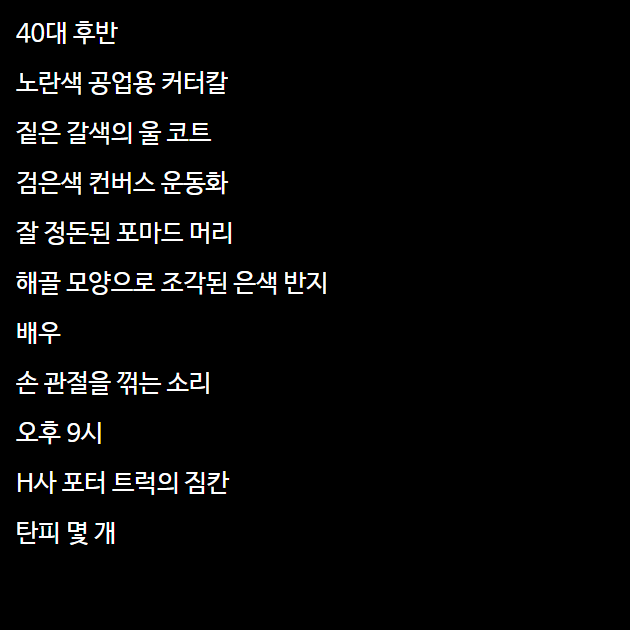 40대 후반
노란색 공업용 커터칼
짙은 갈색의 울 코트
검은색 컨버스 운동화
잘 정돈된 포마드 머리
해골 모양으로 조각된 은색 반지
배우
손 관절을 꺾는 소리
오후 9시
H사 포터 트럭의 짐칸
탄피 몇 개